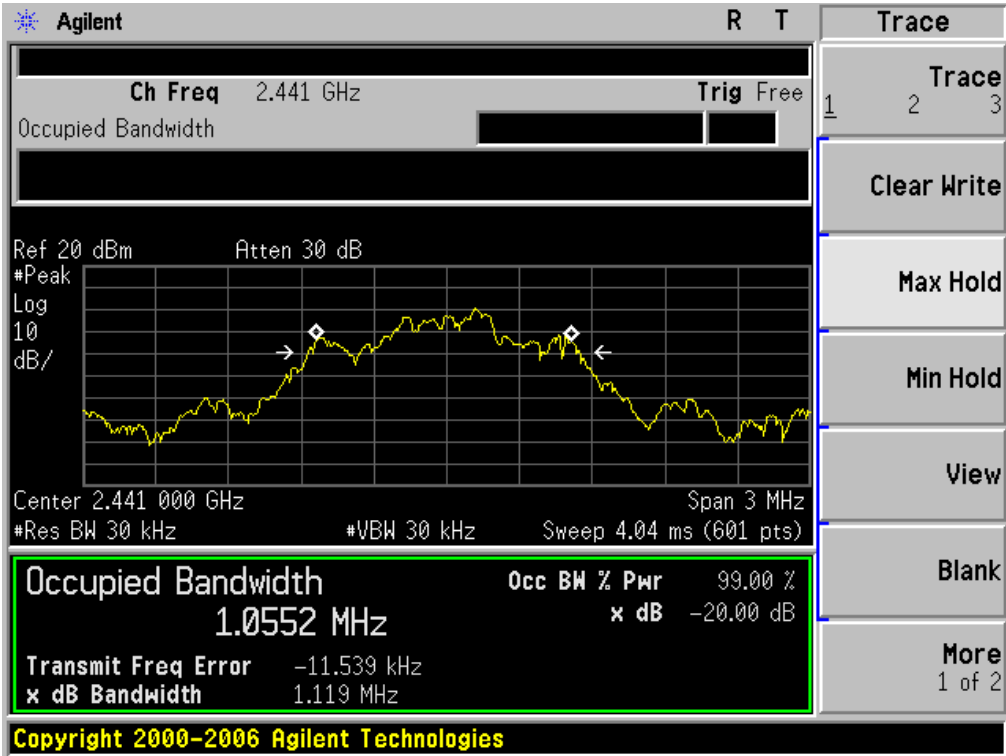 Agilent R T Trace
Ch Freq 2.441 GHz Trig Free
Occupied Bandwidth
Trace
1 2 3
Clear Write
Ref 20 dBm Atten 30 dB
#Peak
Log
10
dB/
Max Hold
Min Hold
View
Center 2.441 000 GHz Span 3 MHz
#Res BW 30 kHz #VBW 30 kHz Sweep 4.04 ms (601 pts)
Occupied Bandwidth Occ BW % Pwr 99.00 %
1.0552 MHz x dB -20.00 dB
Transmit Freq Error -11.539 kHz
x dB Bandwidth 1.119 MHz
Blank
More
1 of 2
Copyright 2000-2006 Agilent Technologies